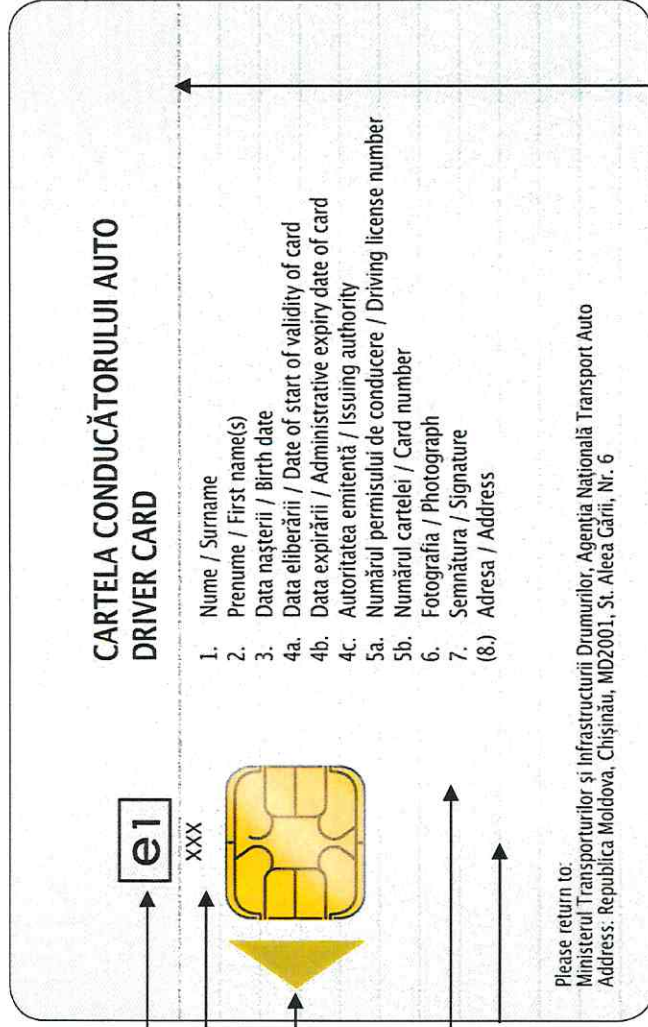 CARTELA CONDUCĂTORULUI AUTO
DRIVER CARD
e1
XXX
1. Nume / Surname
2. Prenume / First name(s)
3. Data nașterii / Birth date
4a. Data eliberării / Date of start of validity of card
4b. Data expirării / Administrative expiry date of card
4c. Autoritatea emitentă / Issuing authority
5a. Numărul permisului de conducere / Driving license number
5b. Numărul cartelei / Card number
6. Fotografia / Photograph
7. Semnătura / Signature
(8.) Adresa / Address
Please return to:
Ministerul Transporturilor și Infrastructurii Drumurilor, Agenția Națională Transport Auto
Address: Republica Moldova, Chișinău, MD2001, St. Aleea Gării, Nr. 6